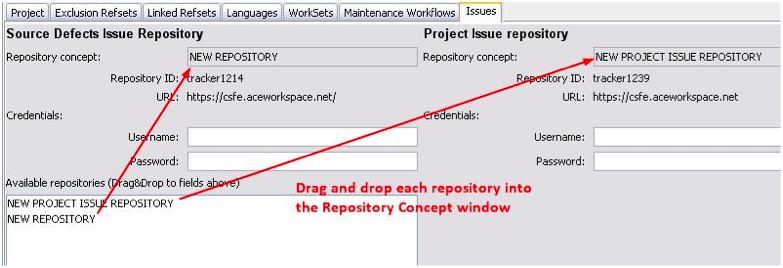 Project Exclusion Refsets Linked Refsets Languages WorkSets Maintenance Workflows Issues
Source Defects Issue Repository
Repository concept: NEW REPOSITORY
Repository ID: tracker1214
URL: https://csfe.aceworkspace.net/
Credentials:
Username:
Password:
Available repositories (Drag&Drop to fields above)
NEW PROJECT ISSUE REPOSITORY
NEW REPOSITORY
Project Issue repository
Repository concept: NEW PROJECT ISSUE REPOSITORY
Repository ID: tracker1239
URL: https://csfe.aceworkspace.net
Credentials:
Username:
Password:
Drag and drop each repository into
the Repository Concept window